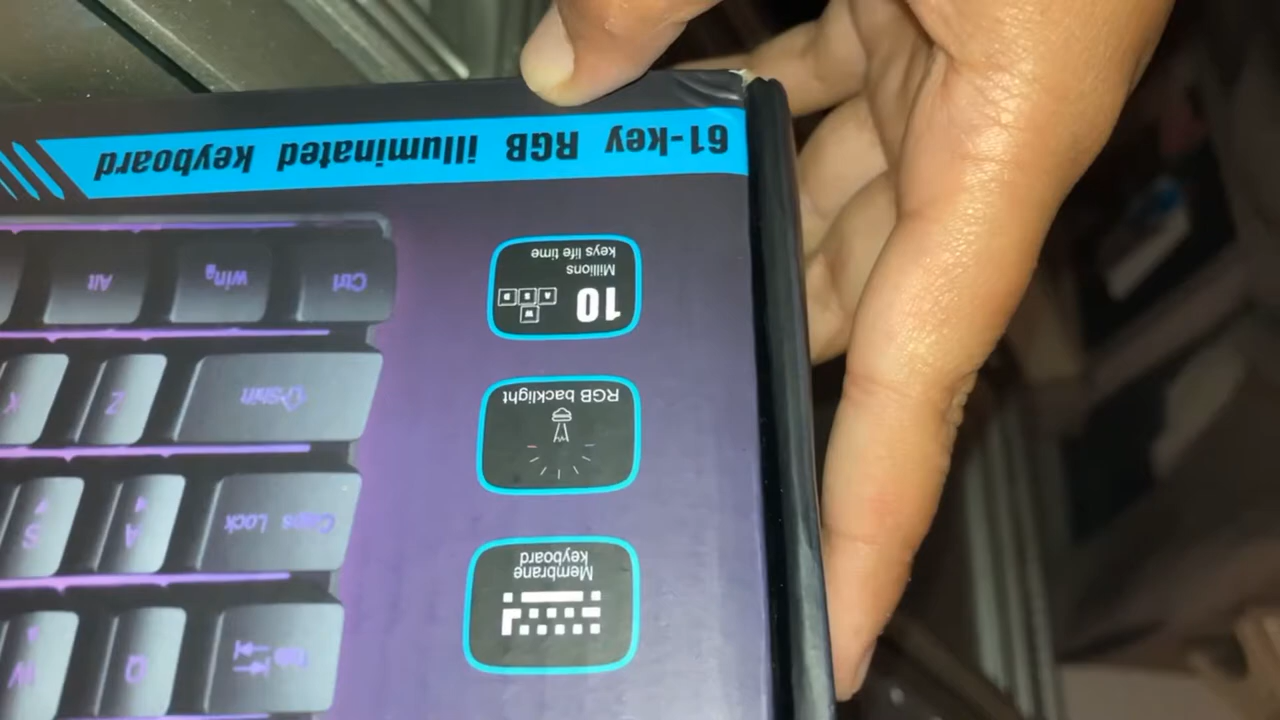 Membrane
keyboard
RGB backlight
10
W
A S D
Millions
keys life time
Tab
Q W
Caps Lock A S
Shift Z X
Ctrl Win Alt
61-key RGB illuminated keyboard